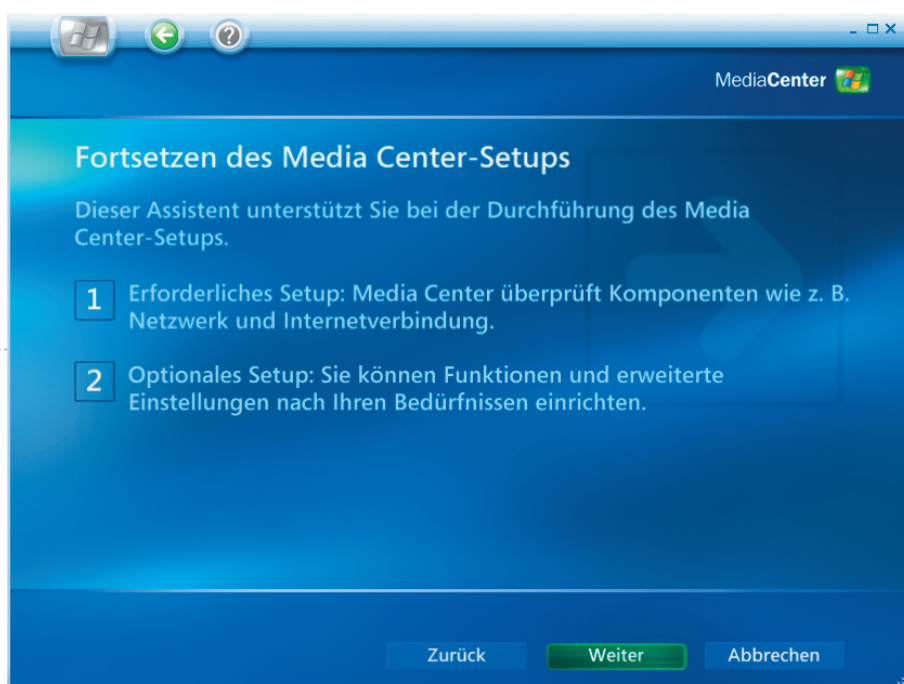 MediaCenter
Fortsetzen des Media Center-Setups
Dieser Assistent unterstützt Sie bei der Durchführung des Media
Center-Setups.
1 Erforderliches Setup: Media Center überprüft Komponenten wie z. B.
Netzwerk und Internetverbindung.
2 Optionales Setup: Sie können Funktionen und erweiterte
Einstellungen nach Ihren Bedürfnissen einrichten.
Zurück Weiter Abbrechen